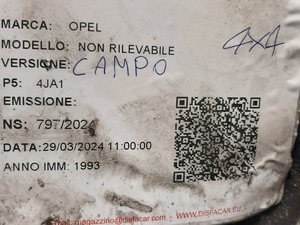 MARCA: OPEL
MODELLO: NON RILEVABILE
4x4
VERSIONE: CAMPO
P5: 4JA1
EMISSIONE:
NS: 797/2024
DATA: 29/03/2024 11:00:00
ANNO IMM: 1993
email: magazzino@disfacar.com
WWW.DISFACAR.EU